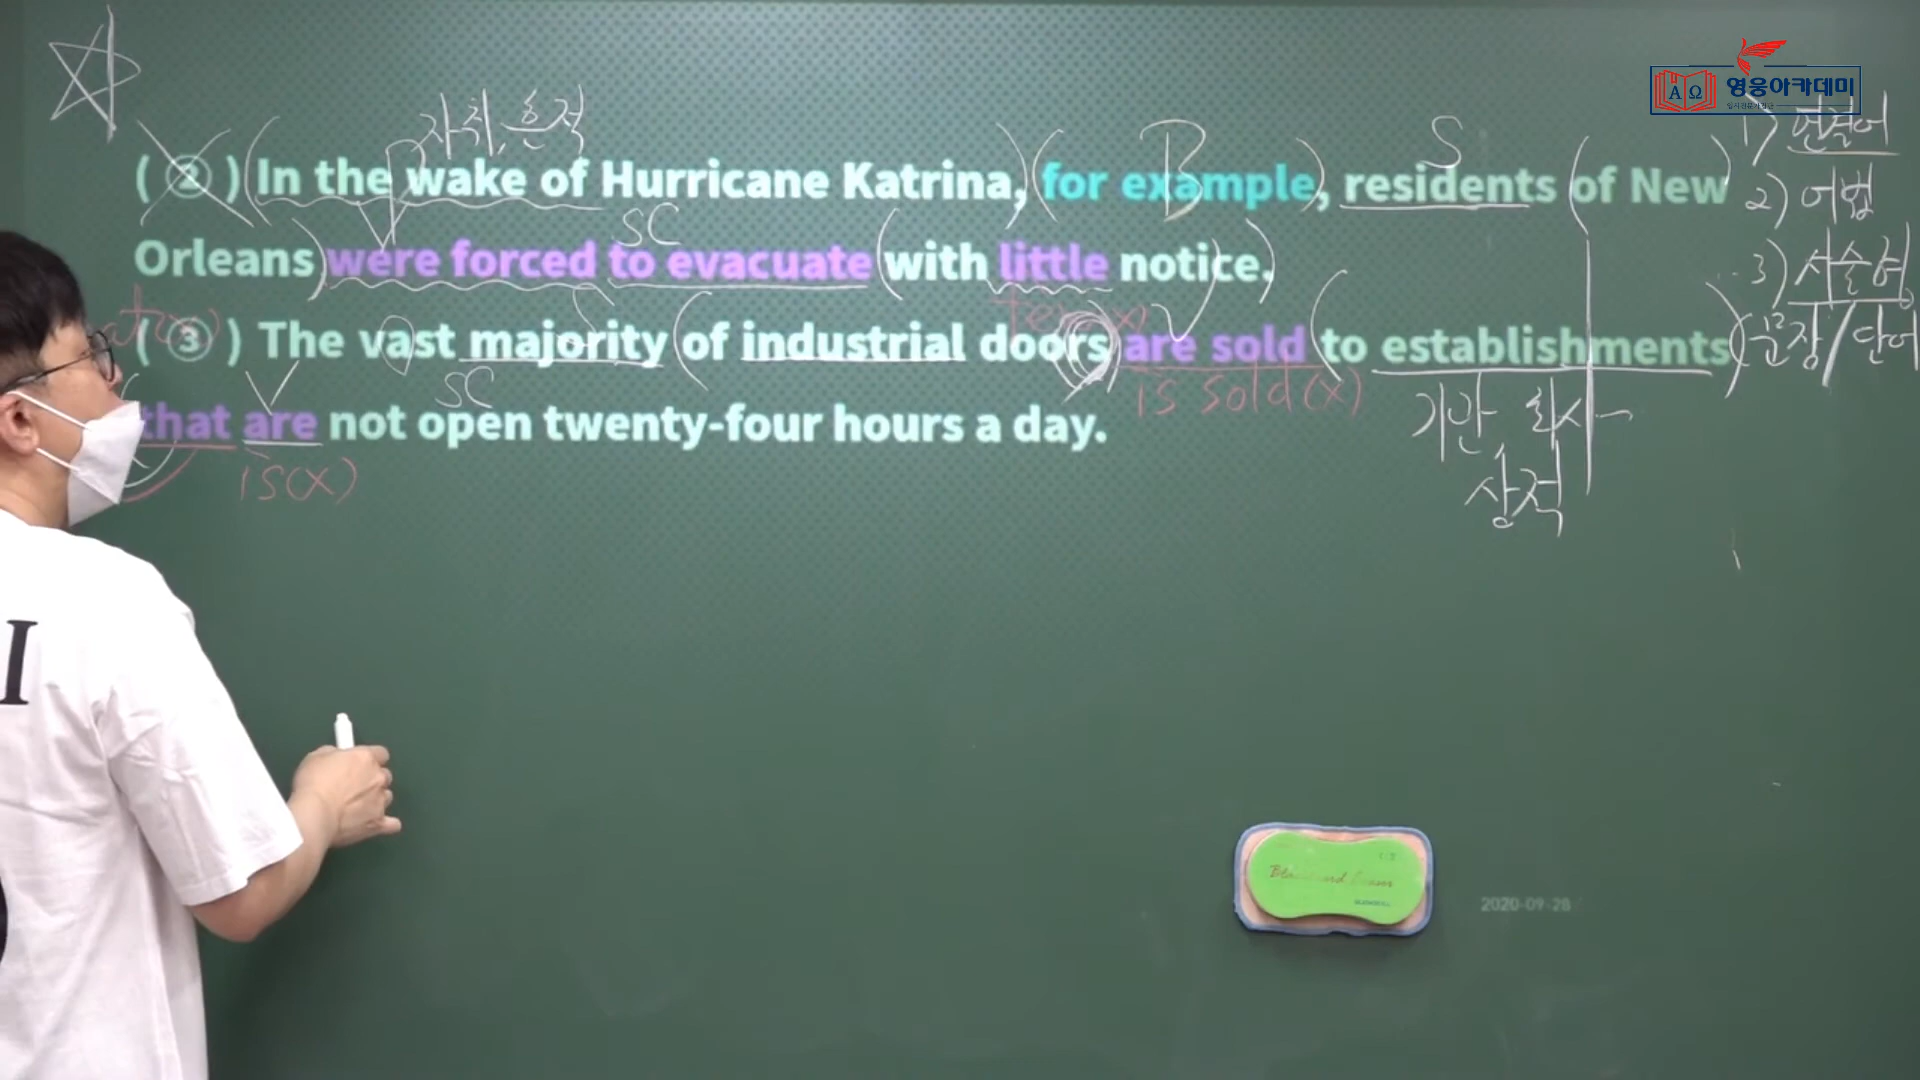 영웅아카데미
자취, 흔적
1) 연결어
( ② ) In the wake of Hurricane Katrina, for example, residents of New
B
S
2) 어법
V
SC
Orleans were forced to evacuate with little notice.
3) 서술형
( ③ ) The vast majority of industrial doors are sold to establishments
문장/단어
V
SC
is sold(x)
기관, 회사
that are not open twenty-four hours a day.
is(x)
상점
I
2020-09-28